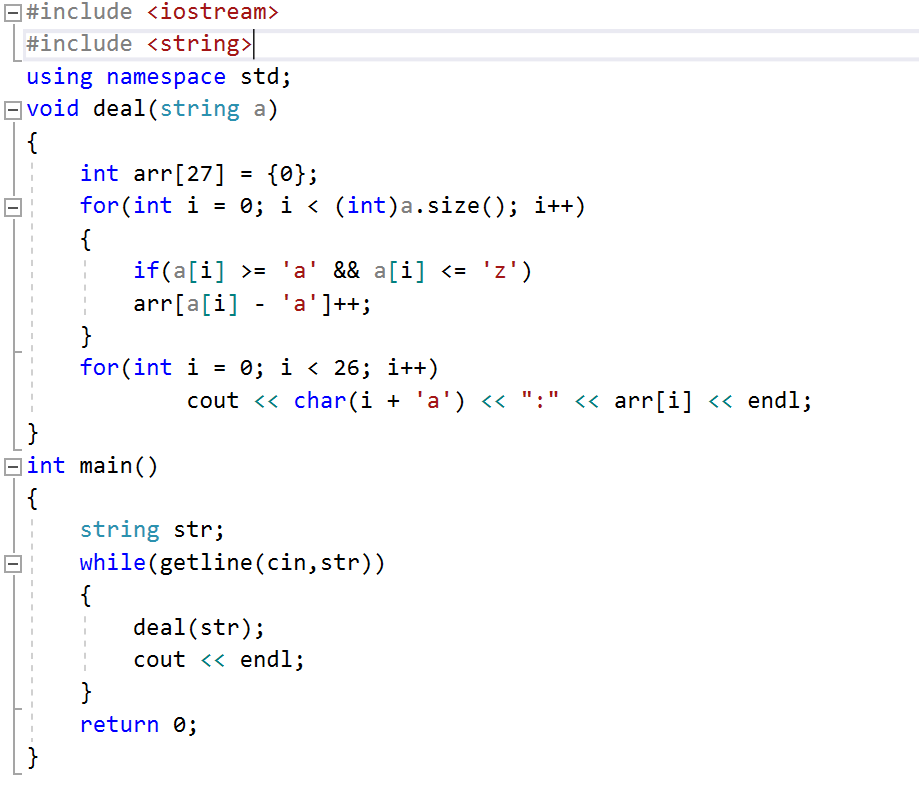 #include <iostream>
#include <string>
using namespace std;
void deal(string a)
{
    int arr[27] = {0};
    for(int i = 0; i < (int)a.size(); i++)
    {
        if(a[i] >= 'a' && a[i] <= 'z')
        arr[a[i] - 'a']++;
    }
    for(int i = 0; i < 26; i++)
            cout << char(i + 'a') << ":" << arr[i] << endl;
}
int main()
{
    string str;
    while(getline(cin,str))
    {
        deal(str);
        cout << endl;
    }
    return 0;
}